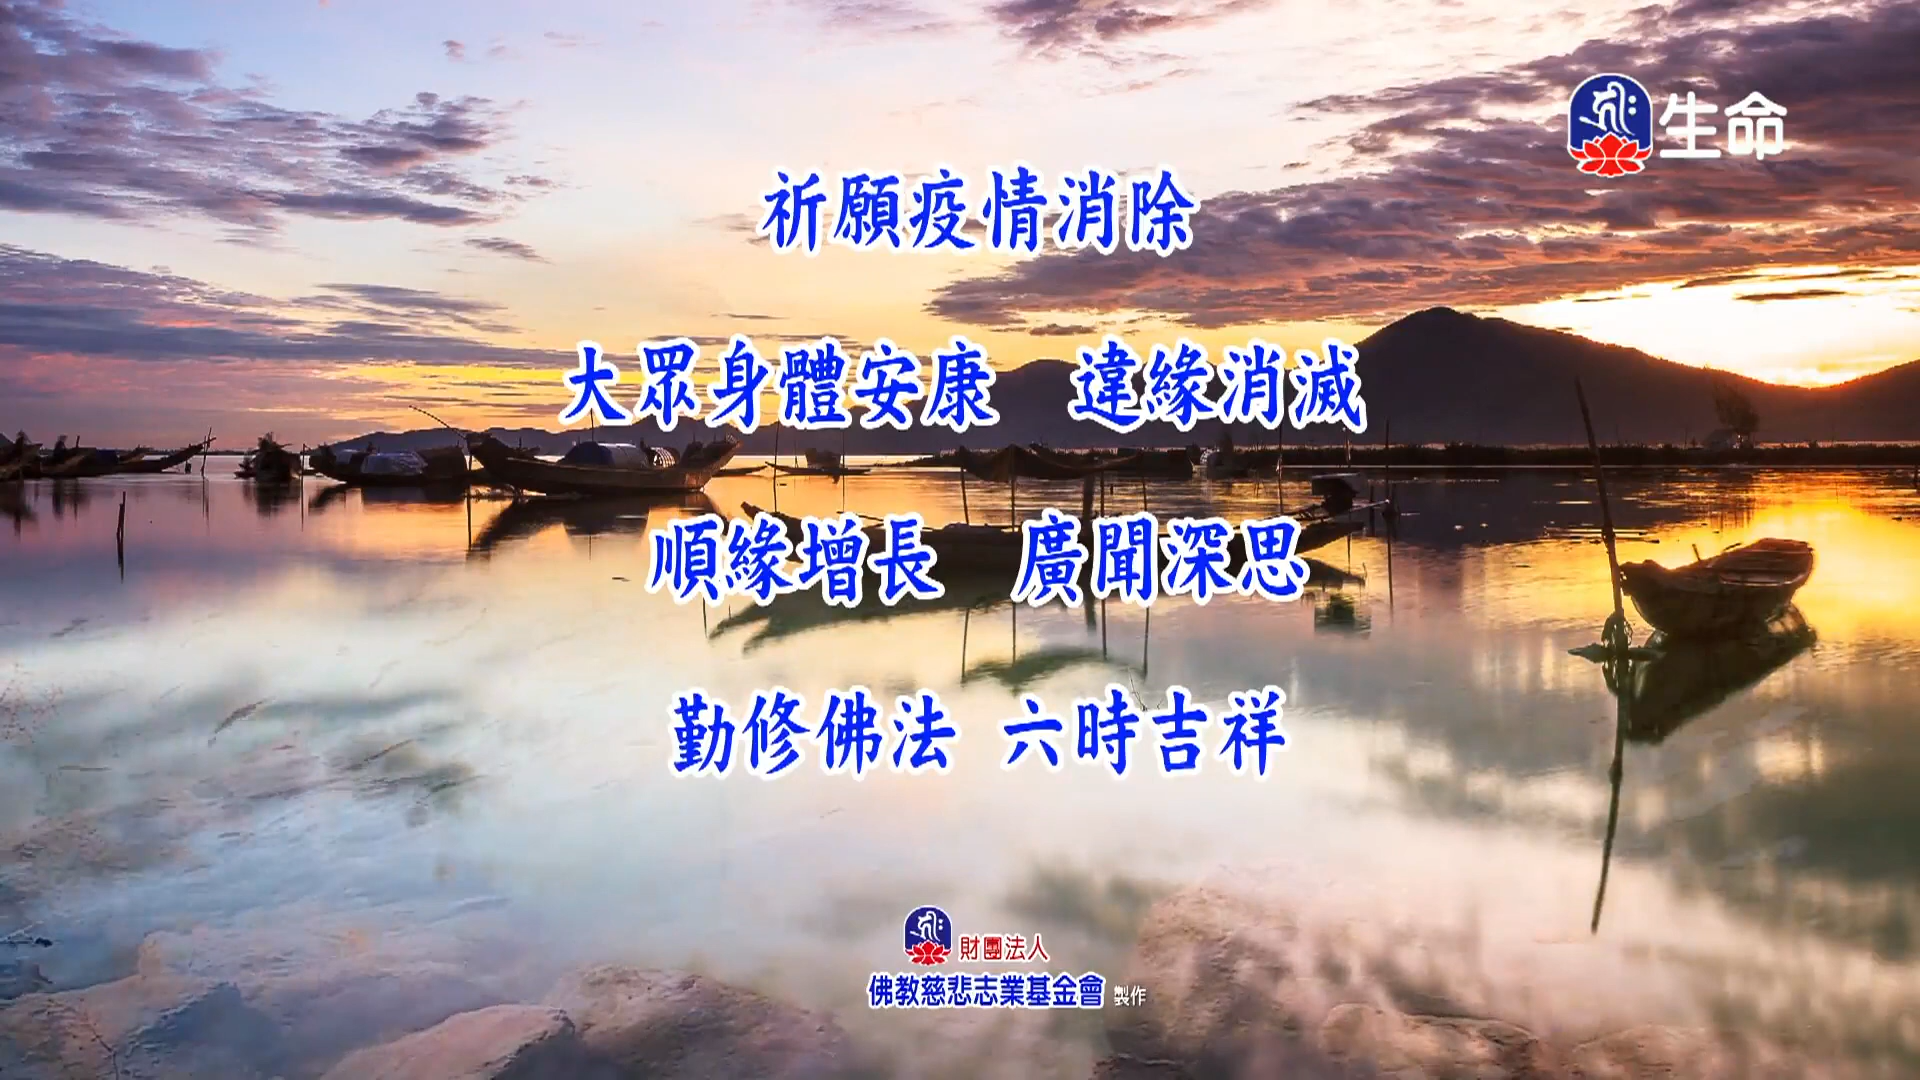 生命
祈願疫情消除
大眾身體安康　違緣消滅
順緣增長　廣聞深思
勤修佛法 六時吉祥
財團法人
佛教慈悲志業基金會 製作